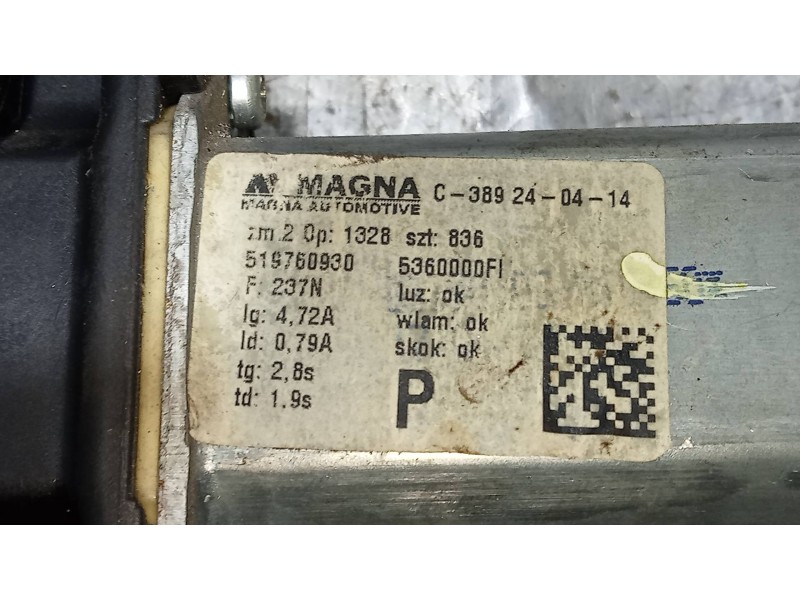 MAGNA C-389 24-04-14
MAGNA AUTOMOTIVE
zm.2 Op: 1328 szt: 836
519760930 5360000FI
F: 237N luz: ok
Ig: 4,72A wlam: ok
Id: 0,79A skok: ok
tg: 2,8s
td: 1.9s
P